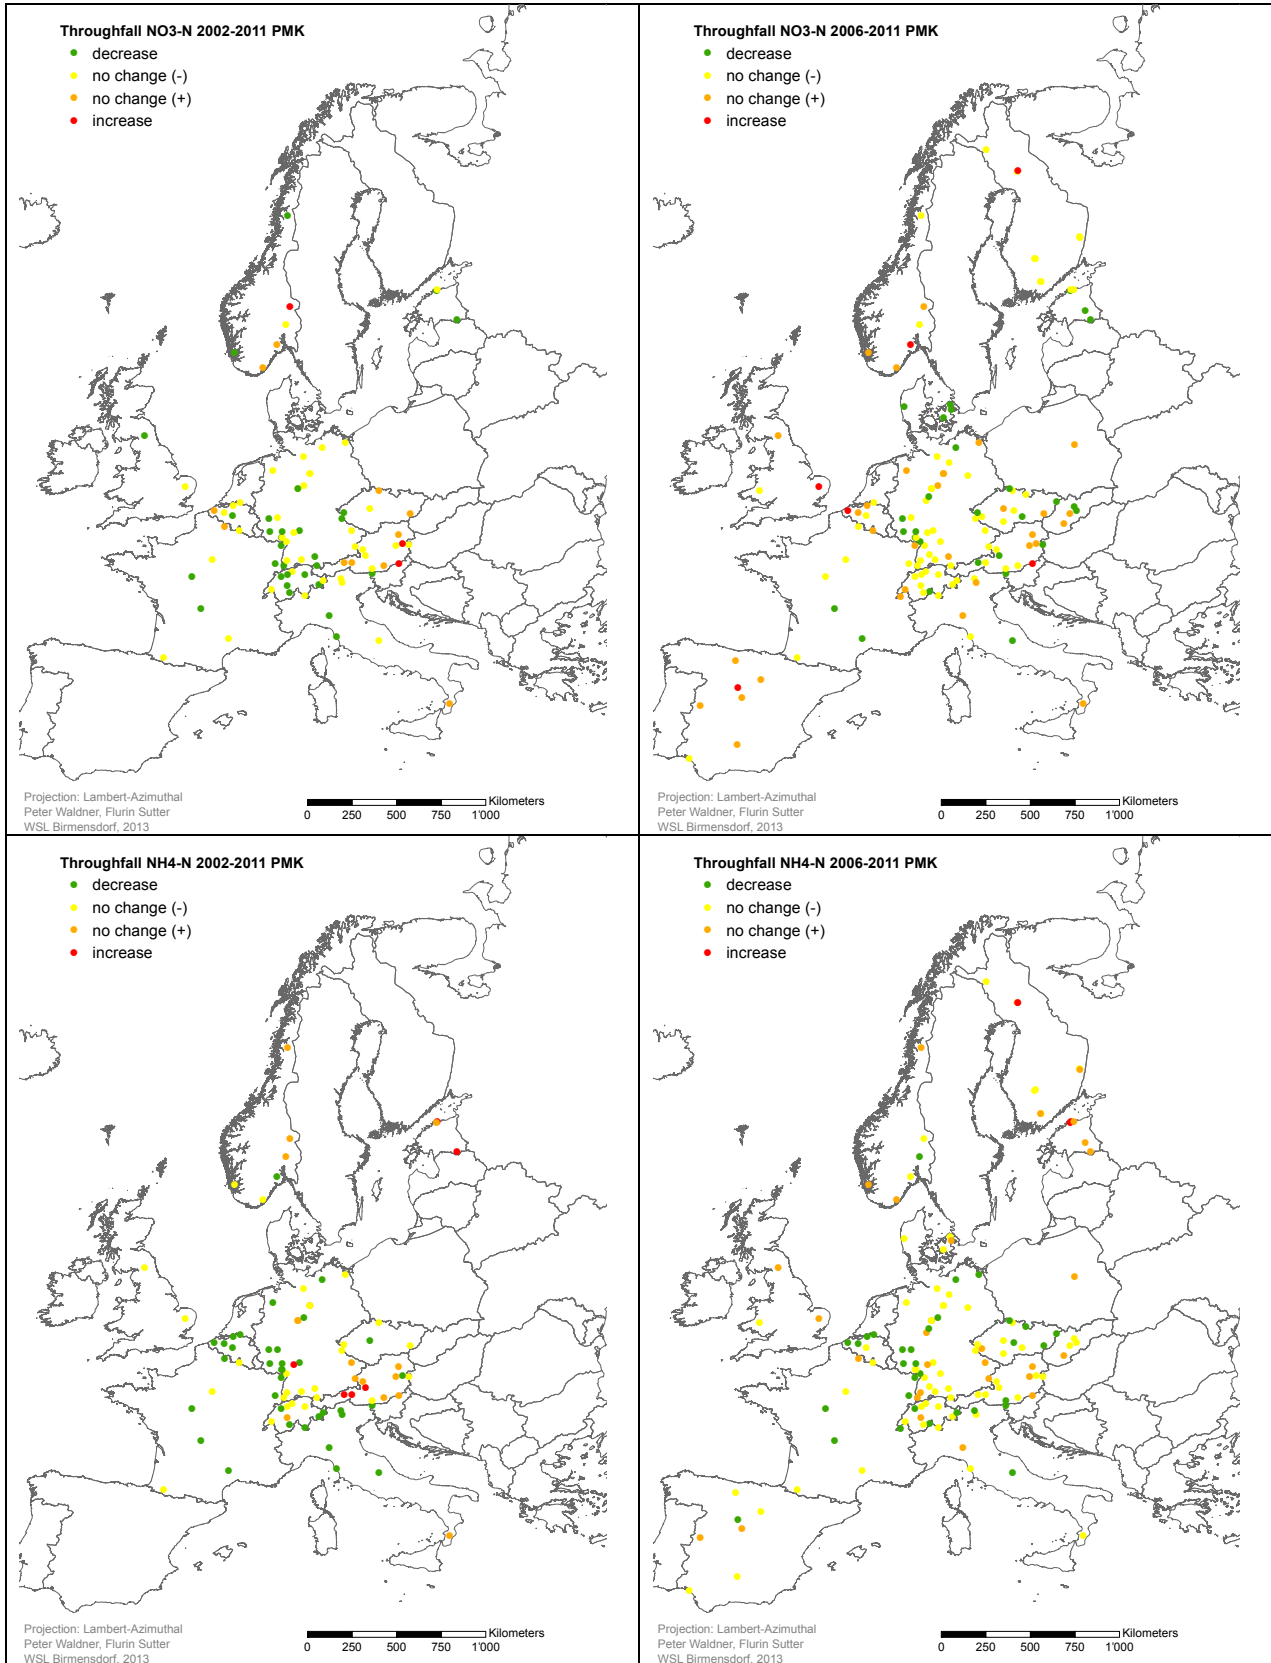 Throughfall NO3-N 2002-2011 PMK
decrease
no change (-)
no change (+)
increase
Projection: Lambert-Azimuthal
Peter Waldner, Flurin Sutter
WSL Birmensdorf, 2013
Kilometers
0 250 500 750 1'000
Throughfall NO3-N 2006-2011 PMK
decrease
no change (-)
no change (+)
increase
Projection: Lambert-Azimuthal
Peter Waldner, Flurin Sutter
WSL Birmensdorf, 2013
Kilometers
0 250 500 750 1'000
Throughfall NH4-N 2002-2011 PMK
decrease
no change (-)
no change (+)
increase
Projection: Lambert-Azimuthal
Peter Waldner, Flurin Sutter
WSL Birmensdorf, 2013
Kilometers
0 250 500 750 1'000
Throughfall NH4-N 2006-2011 PMK
decrease
no change (-)
no change (+)
increase
Projection: Lambert-Azimuthal
Peter Waldner, Flurin Sutter
WSL Birmensdorf, 2013
Kilometers
0 250 500 750 1'000